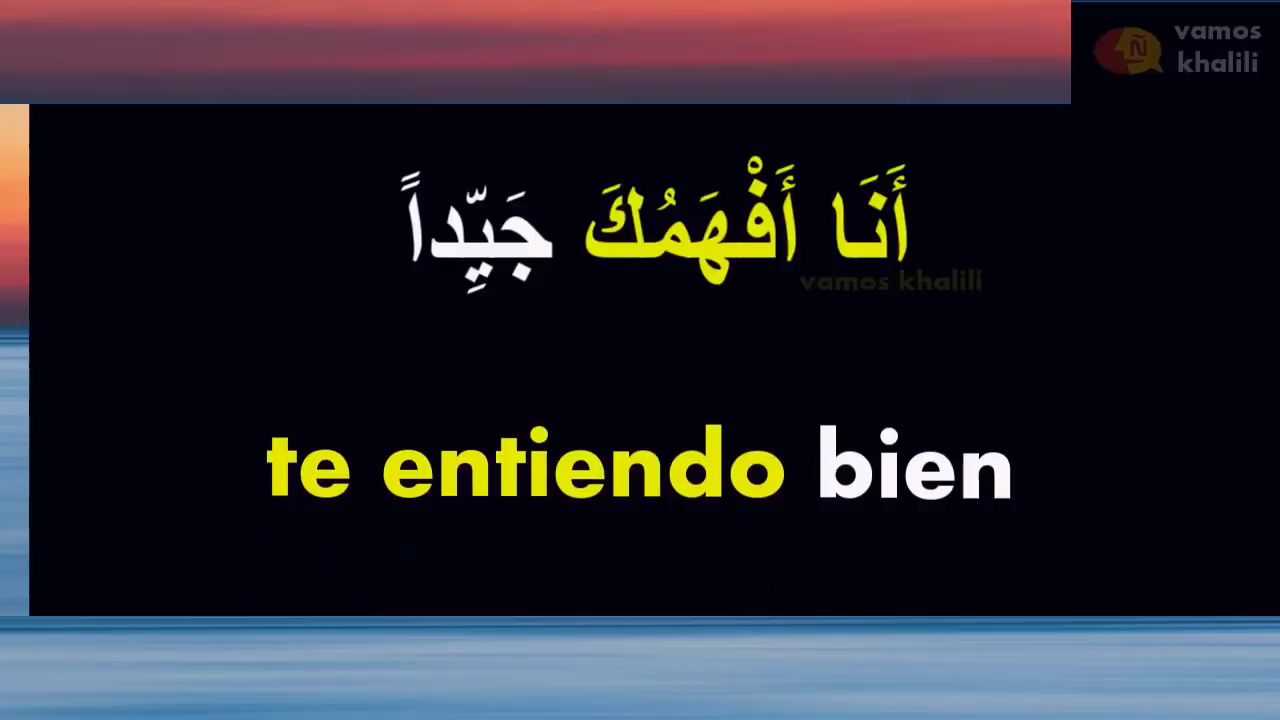 vamos
khalili
أَنَا أَفْهَمُكَ جَيِّداً
vamos khalili
te entiendo bien